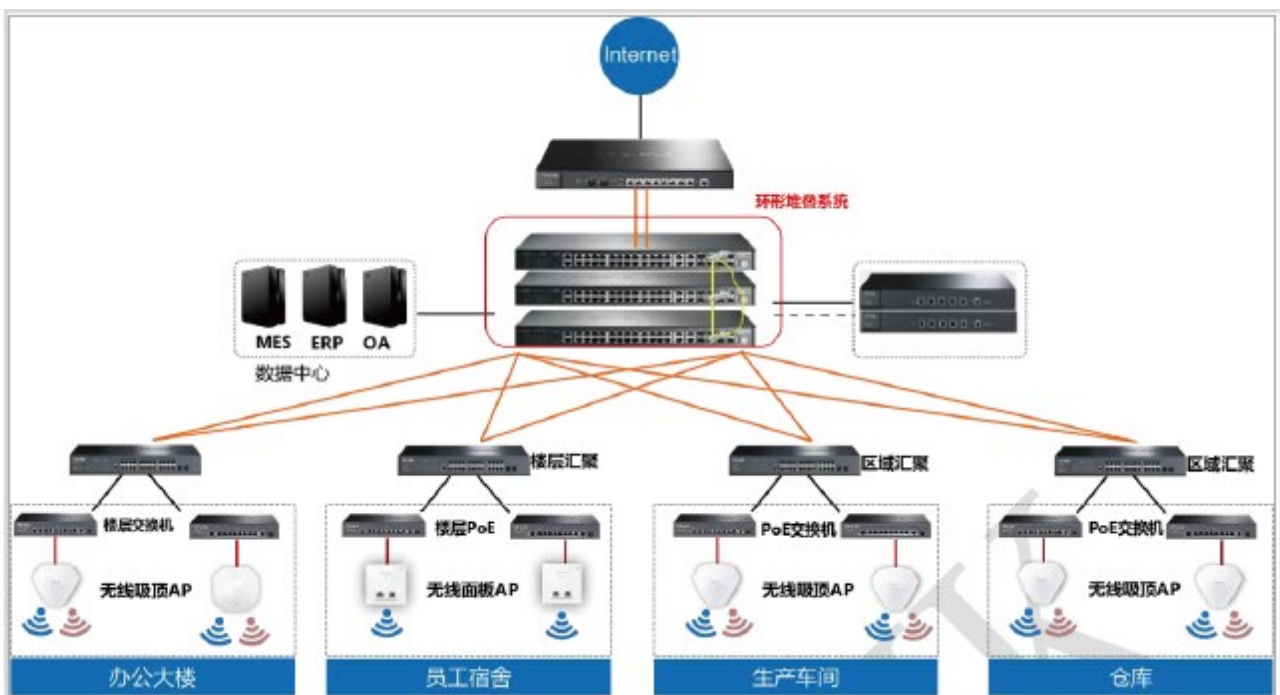 Internet
环形堆叠系统
MES ERP OA
数据中心
楼层汇聚
区域汇聚
区域汇聚
楼层交换机
楼层PoE
PoE交换机
PoE交换机
无线吸顶AP
无线面板AP
无线吸顶AP
无线吸顶AP
办公大楼
员工宿舍
生产车间
仓库